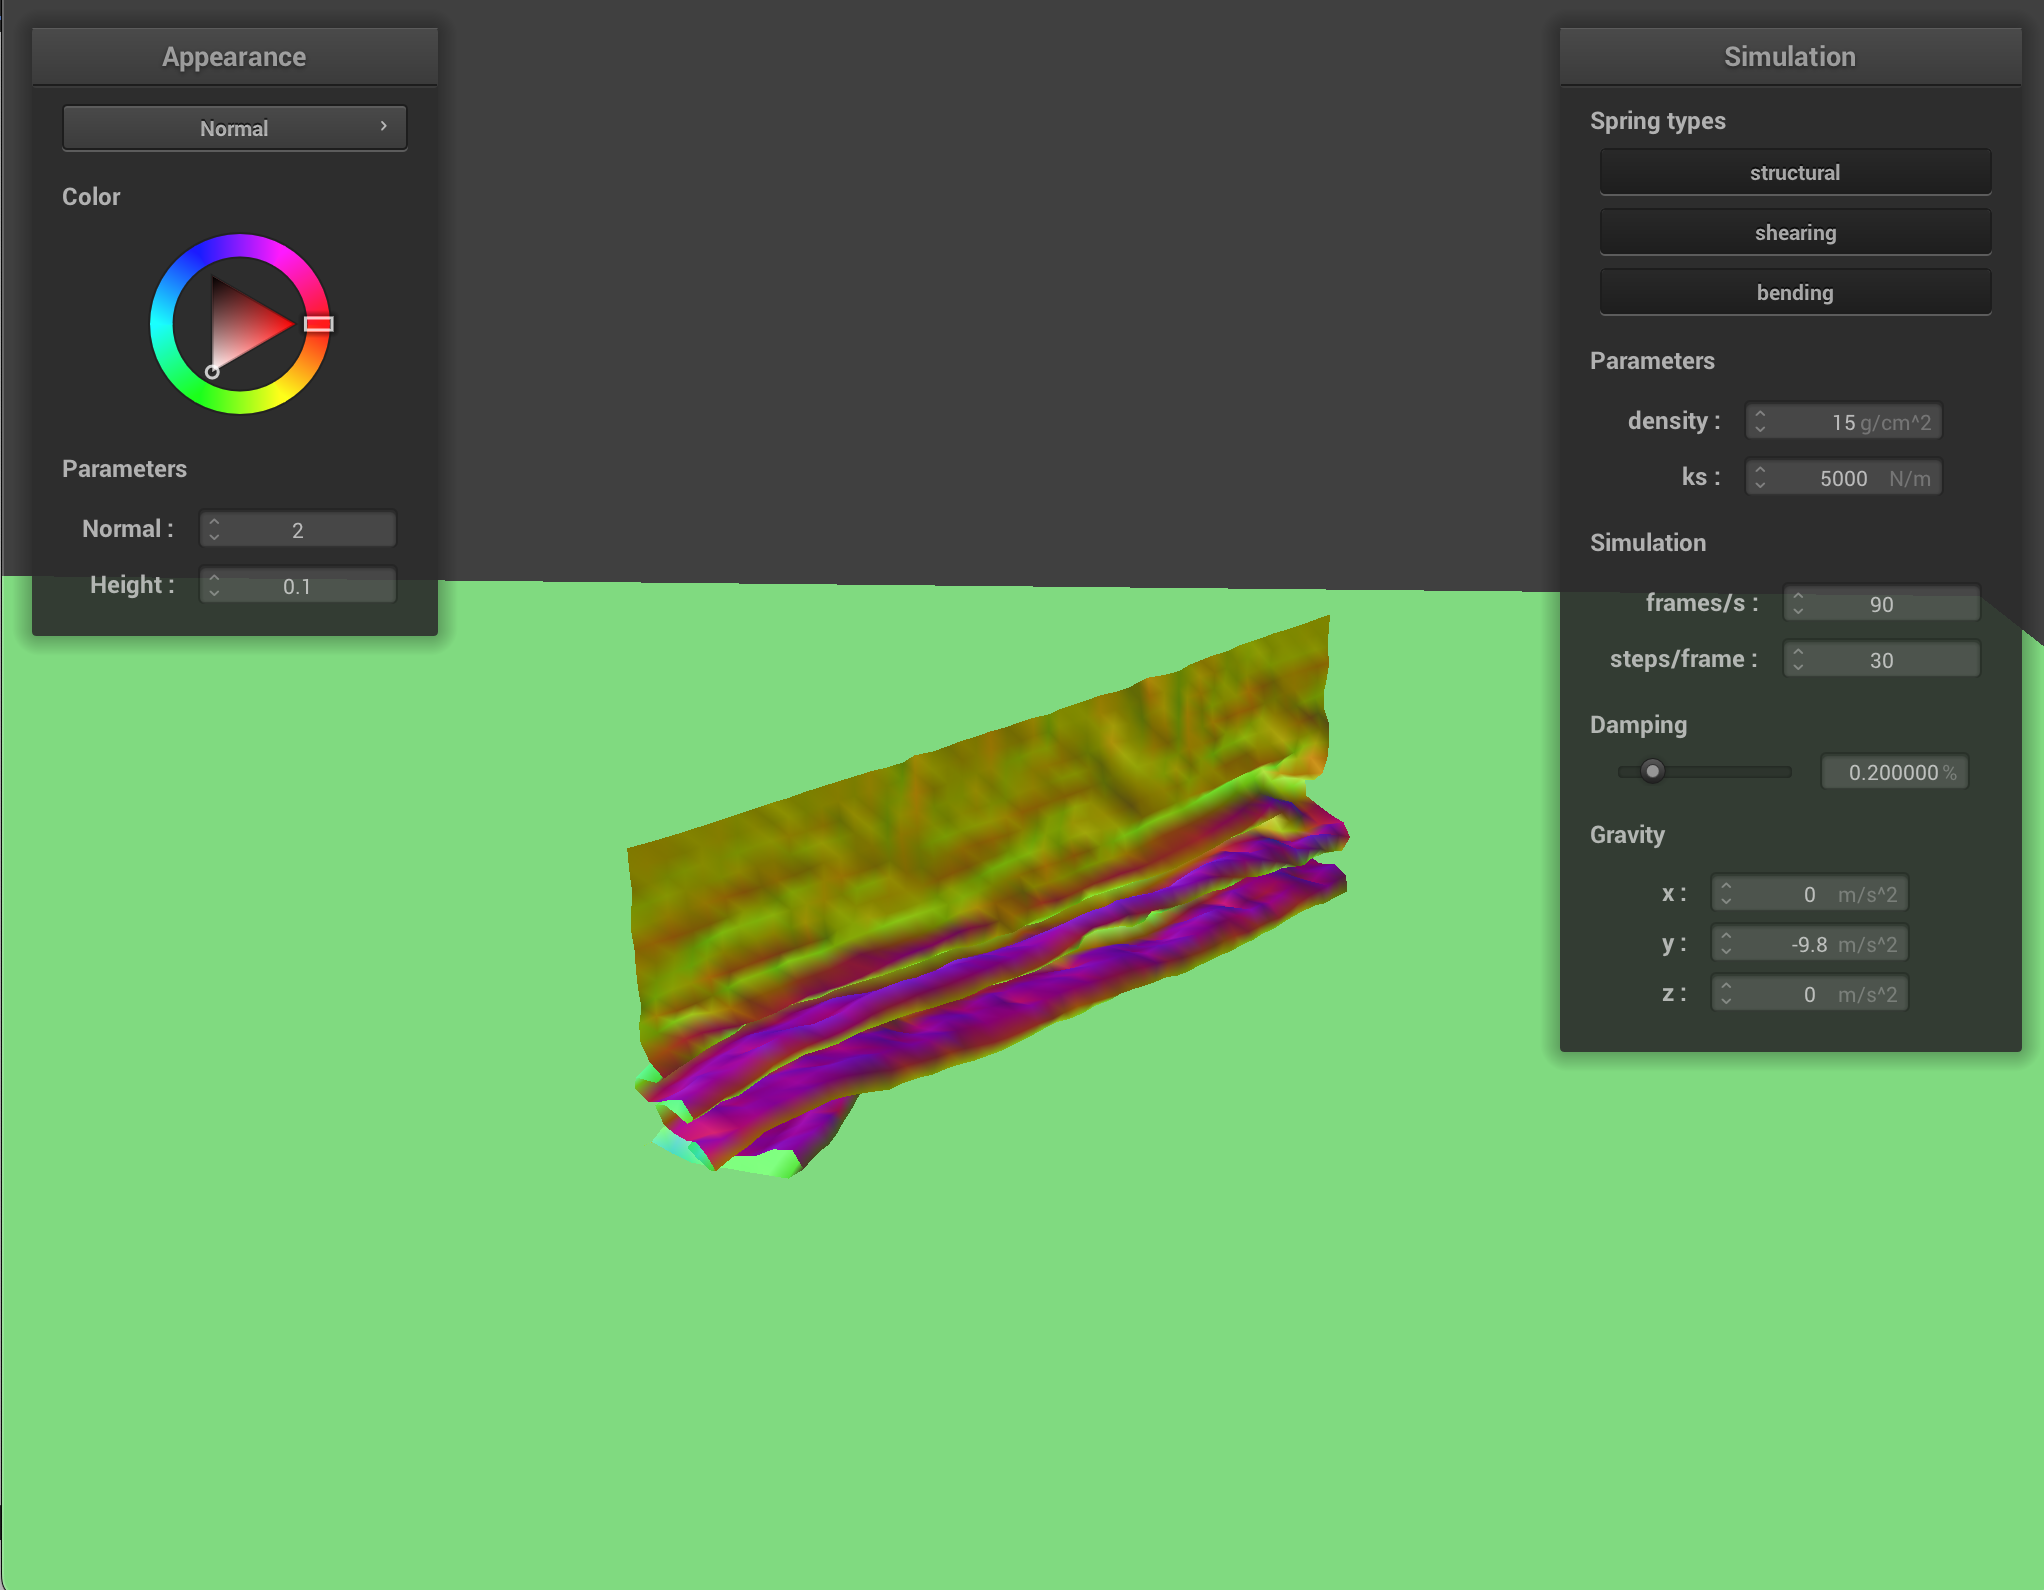 Appearance
Normal
Color
Parameters
Normal : 2
Height : 0.1
Simulation
Spring types
structural
shearing
bending
Parameters
density : 15 g/cm^2
ks : 5000 N/m
Simulation
frames/s : 90
steps/frame : 30
Damping
0.200000 %
Gravity
x : 0 m/s^2
y : -9.8 m/s^2
z : 0 m/s^2